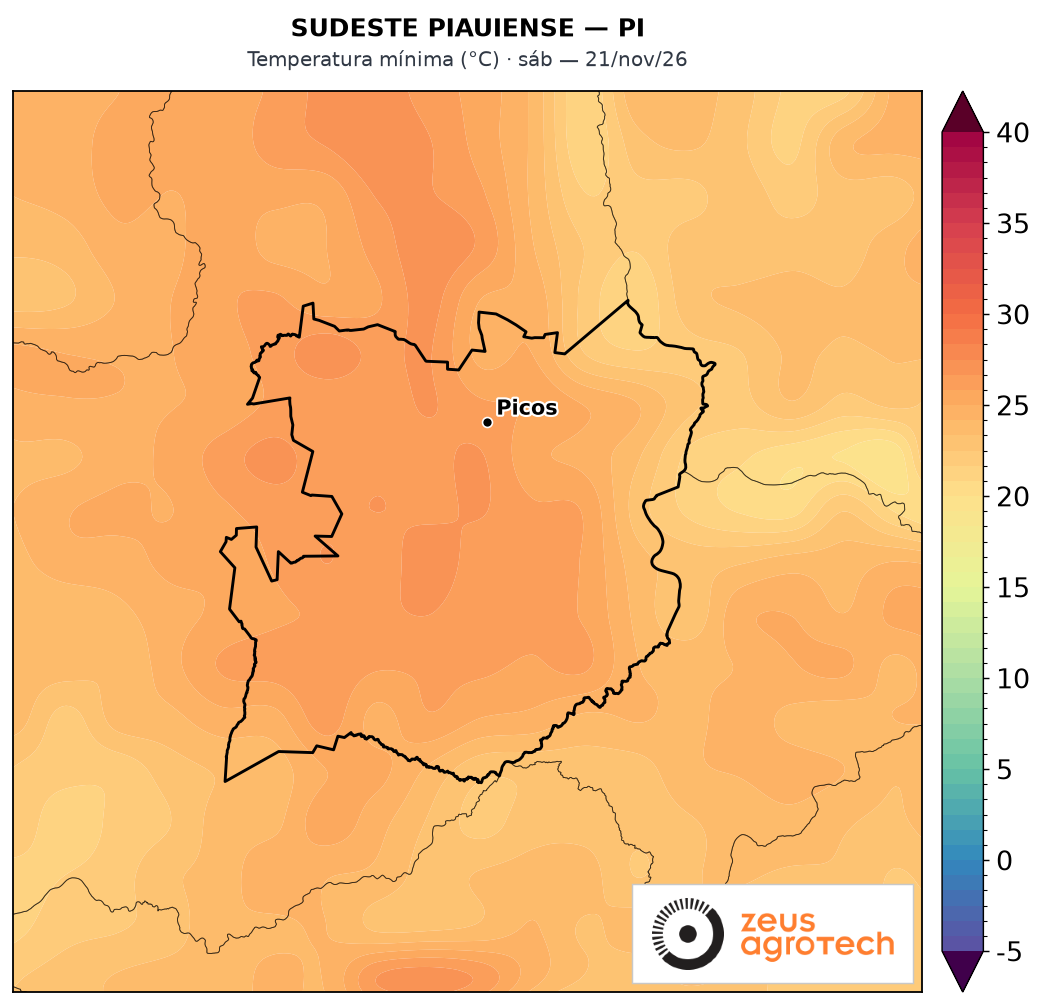 SUDESTE PIAUIENSE — PI
Temperatura mínima (°C) · sáb — 21/nov/26
Picos
40
35
30
25
20
15
10
5
0
-5
zeus
agrotech